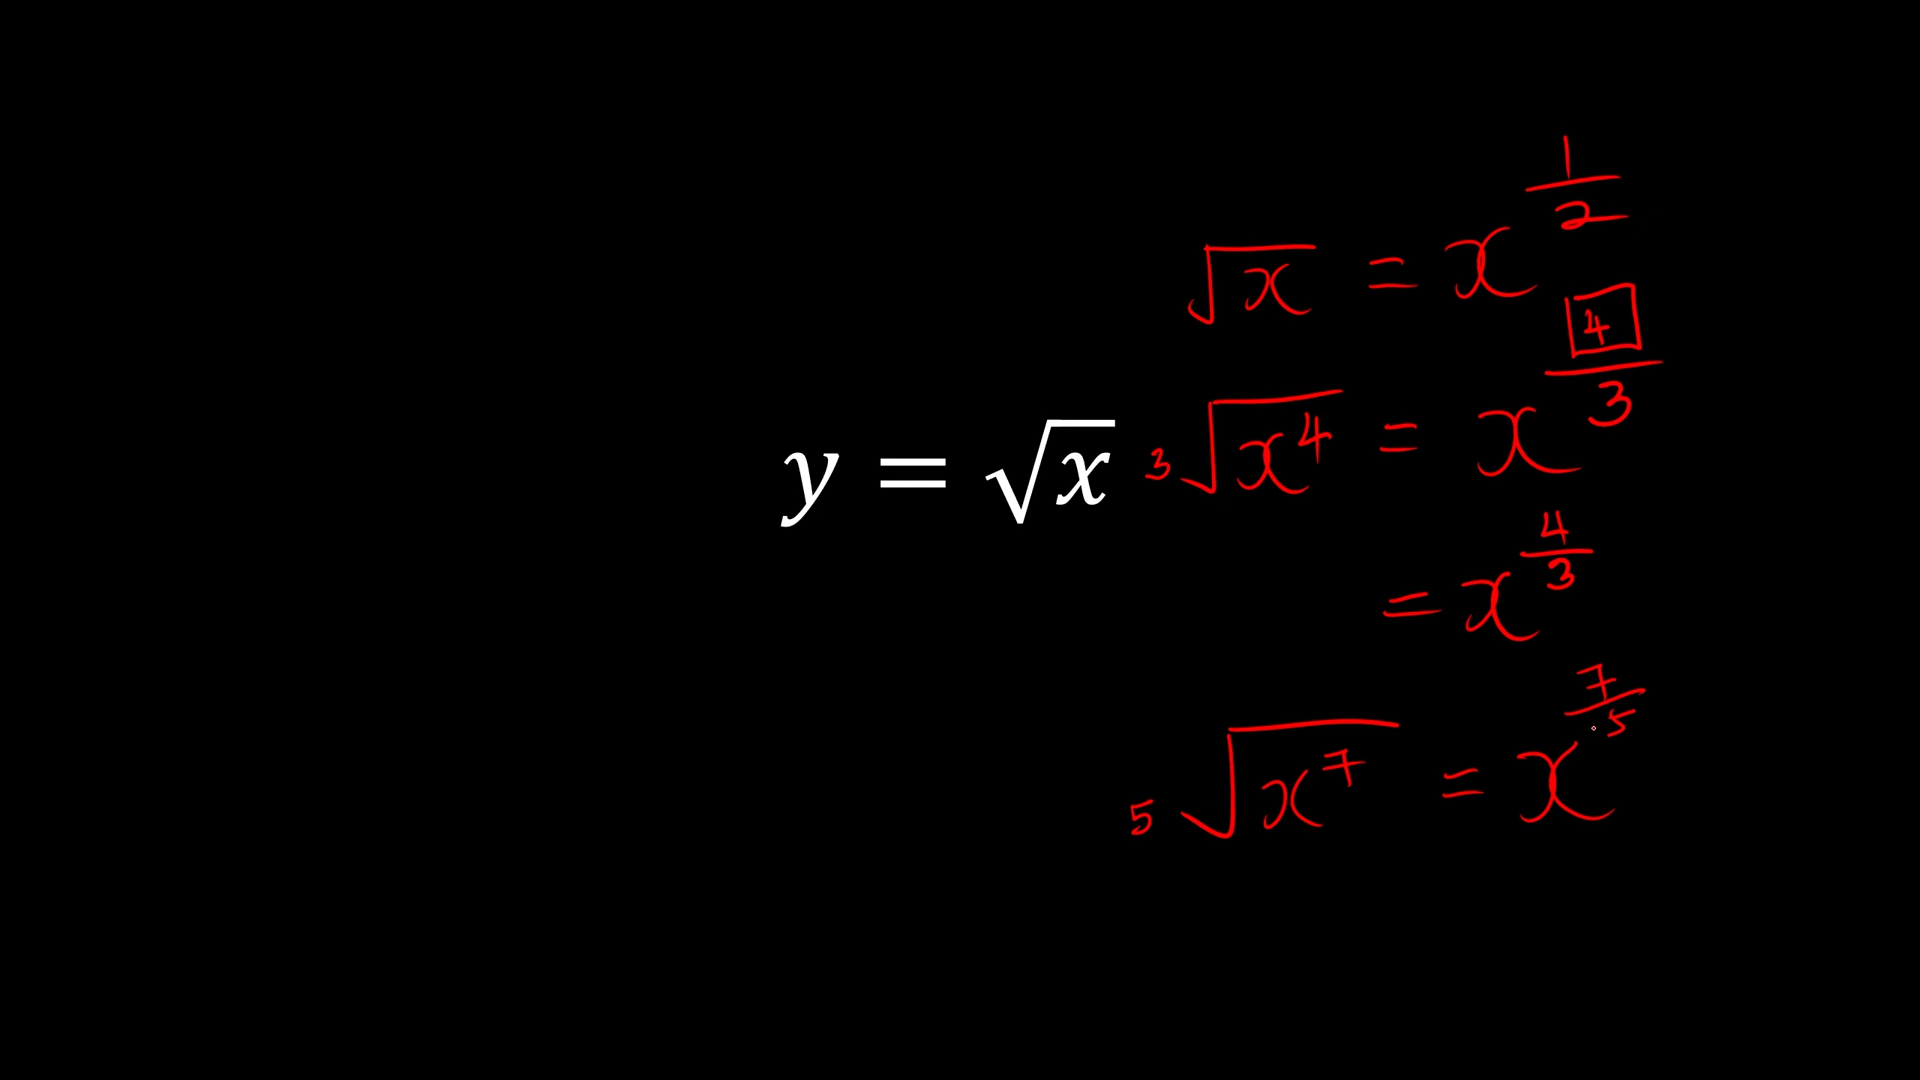 √x = x^(1/2)
y = √x
³√(x⁴) = x^(4/3)
= x^(4/3)
⁵√(x⁷) = x^(7/5)